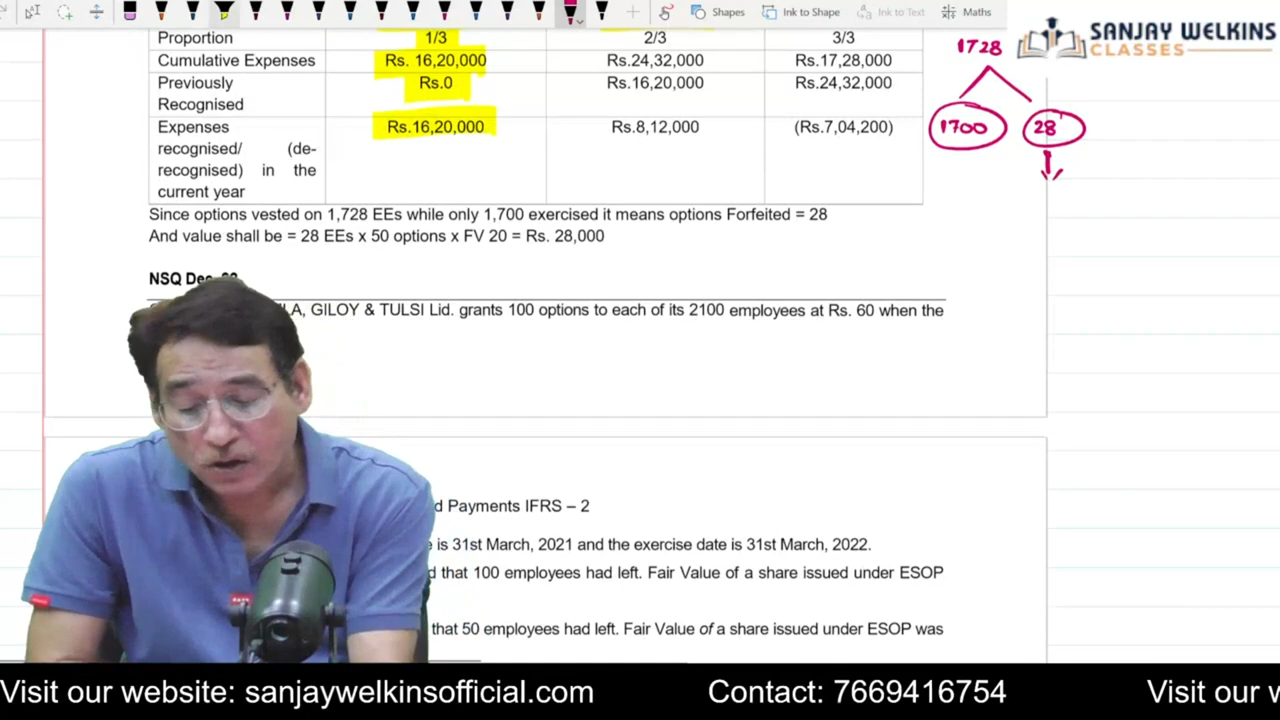 Shapes Ink to Shape Ink to Text Maths
SANJAY WELKINS
CLASSES
1728
1700 28
Proportion 1/3 2/3 3/3
Cumulative Expenses Rs. 16,20,000 Rs.24,32,000 Rs.17,28,000
Previously Rs.0 Rs.16,20,000 Rs.24,32,000
Recognised
Expenses Rs.16,20,000 Rs.8,12,000 (Rs.7,04,200)
recognised/ (de-
recognised) in the
current year
Since options vested on 1,728 EEs while only 1,700 exercised it means options Forfeited = 28
And value shall be = 28 EEs x 50 options x FV 20 = Rs. 28,000
NSQ Dec
GILOY & TULSI Lid. grants 100 options to each of its 2100 employees at Rs. 60 when the
Payments IFRS – 2
is 31st March, 2021 and the exercise date is 31st March, 2022.
that 100 employees had left. Fair Value of a share issued under ESOP
that 50 employees had left. Fair Value of a share issued under ESOP was
Visit our website: sanjaywelkinsofficial.com Contact: 7669416754 Visit our w